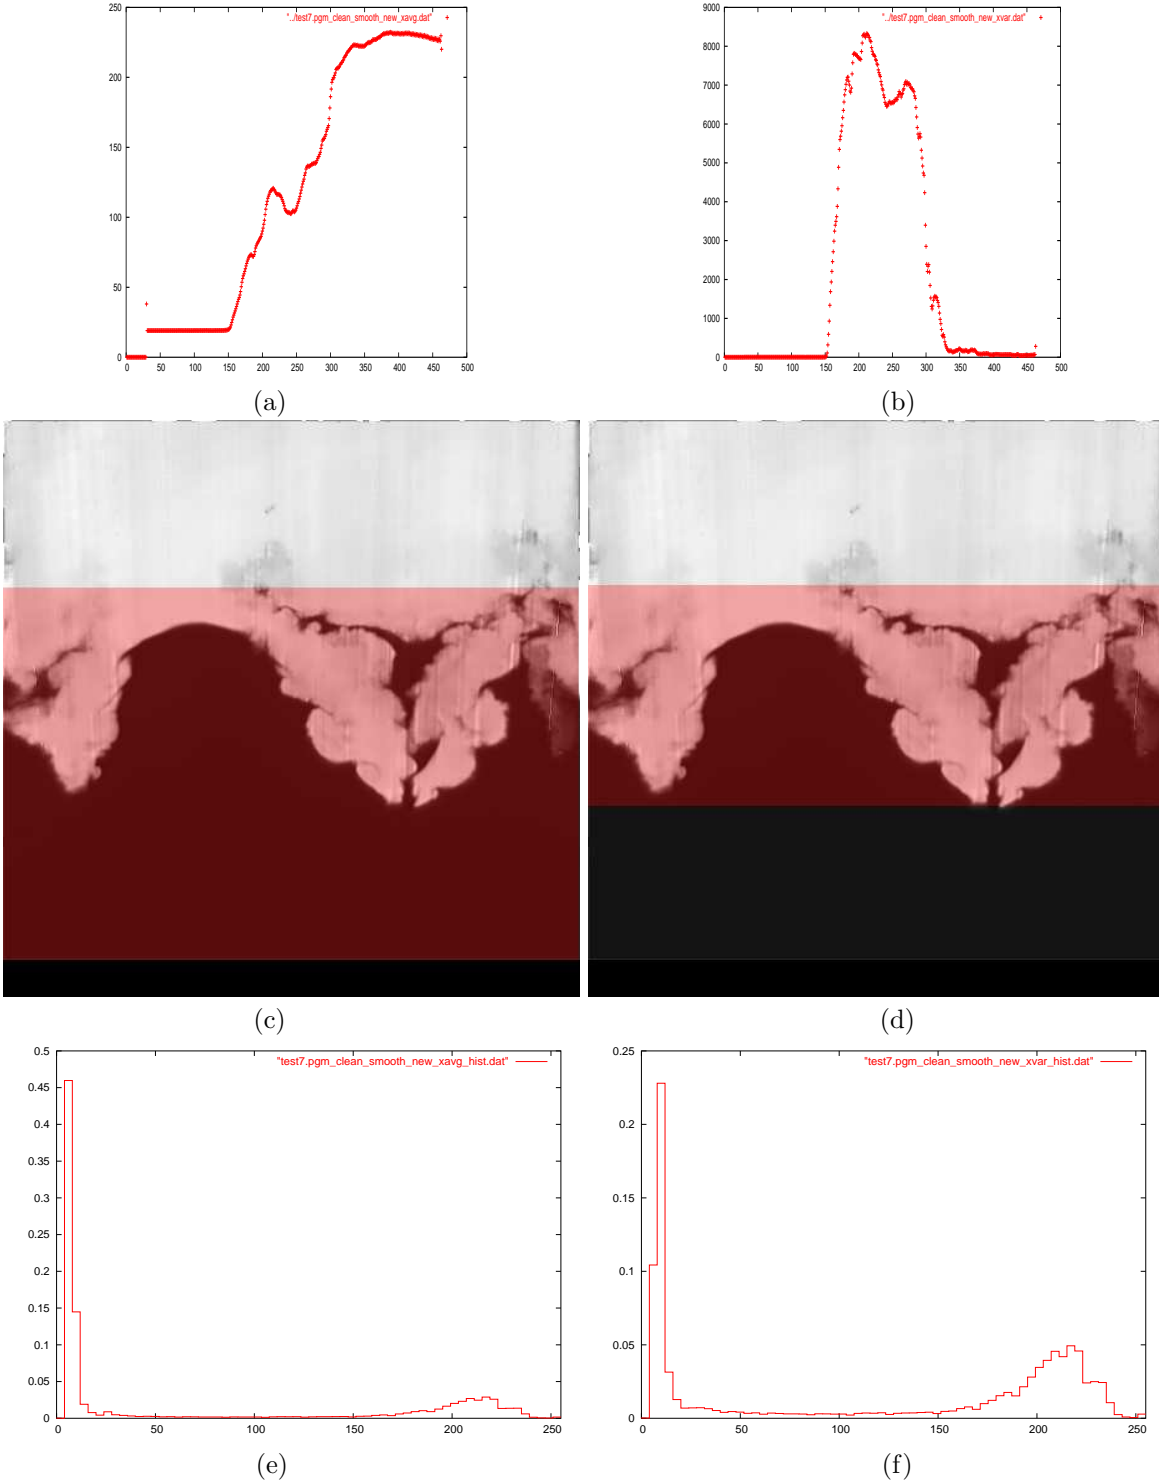 "../test7.pgm_clean_smooth_new_xavg.dat"
250
200
150
100
50
0
0 50 100 150 200 250 300 350 400 450 500
(a)
"../test7.pgm_clean_smooth_new_xvar.dat"
9000
8000
7000
6000
5000
4000
3000
2000
1000
0
0 50 100 150 200 250 300 350 400 450 500
(b)
(c)
(d)
"test7.pgm_clean_smooth_new_xavg_hist.dat"
0.5
0.45
0.4
0.35
0.3
0.25
0.2
0.15
0.1
0.05
0
0 50 100 150 200 250
(e)
"test7.pgm_clean_smooth_new_xvar_hist.dat"
0.25
0.2
0.15
0.1
0.05
0
0 50 100 150 200 250
(f)